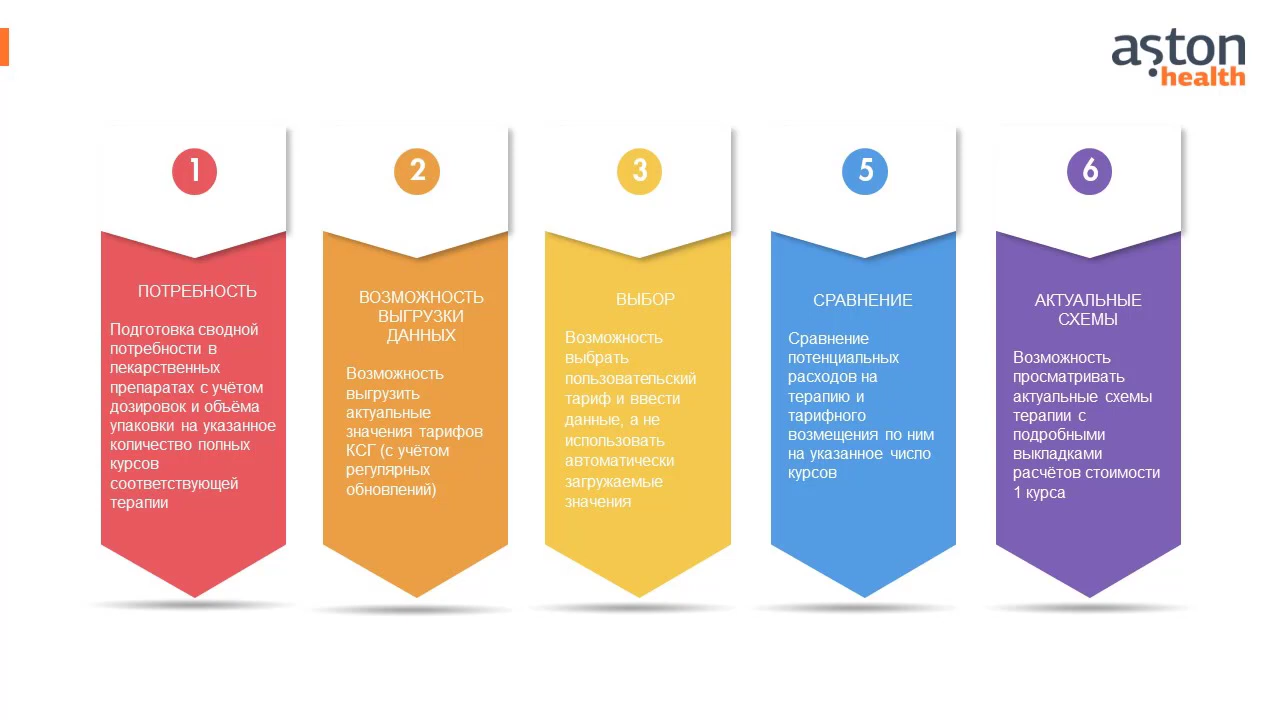 aston
health
1
ПОТРЕБНОСТЬ
Подготовка сводной
потребности в
лекарственных
препаратах с учётом
дозировок и объёма
упаковки на указанное
количество полных
курсов
соответствующей
терапии
2
ВОЗМОЖНОСТЬ
ВЫГРУЗКИ
ДАННЫХ
Возможность
выгрузить
актуальные
значения тарифов
КСГ (с учётом
регулярных
обновлений)
3
ВЫБОР
Возможность
выбрать
пользовательский
тариф и ввести
данные, а не
использовать
автоматически
загружаемые
значения
5
СРАВНЕНИЕ
Сравнение
потенциальных
расходов на
терапию и
тарифного
возмещения по ним
на указанное число
курсов
6
АКТУАЛЬНЫЕ
СХЕМЫ
Возможность
просматривать
актуальные схемы
терапии с
подробными
выкладками
расчётов стоимости
1 курса